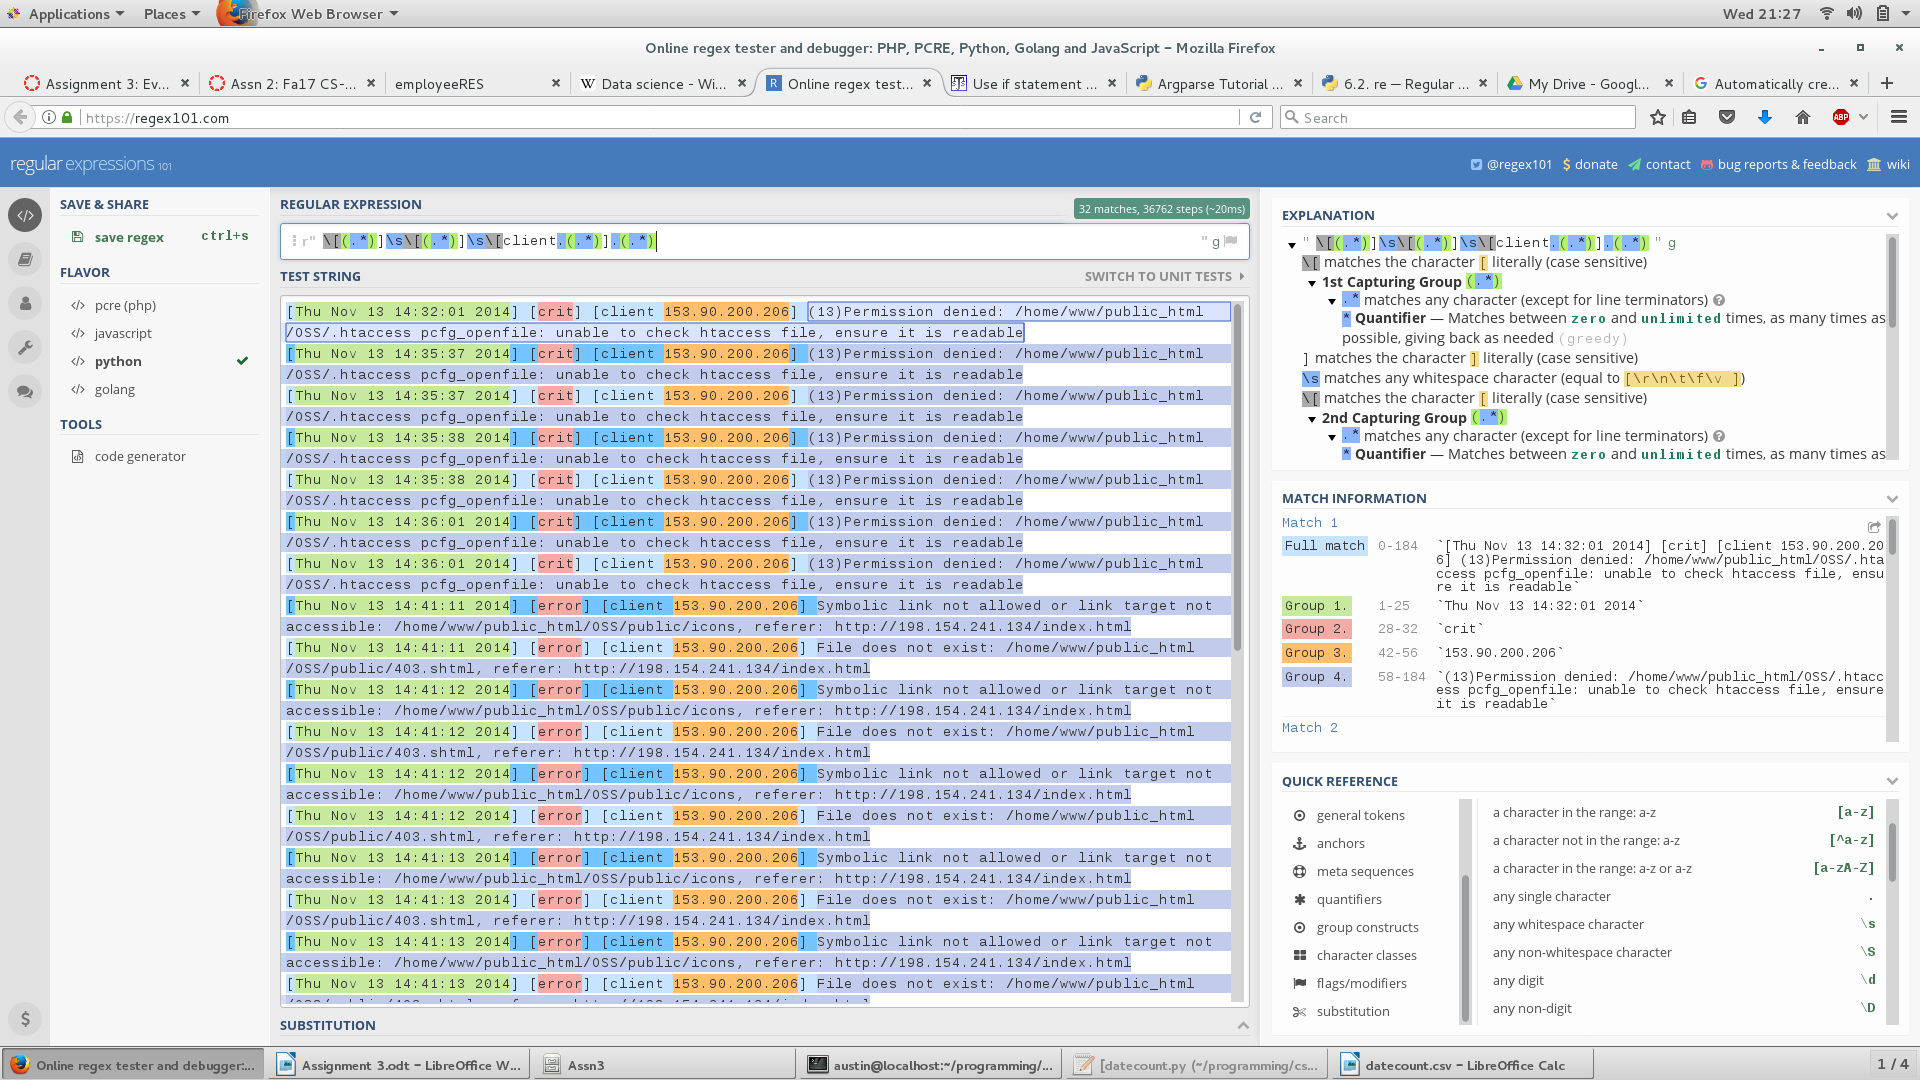 Applications Places Firefox Web Browser Wed 21:27
Online regex tester and debugger: PHP, PCRE, Python, Golang and JavaScript – Mozilla Firefox
Assignment 3: Ev... Assn 2: Fa17 CS-... employeeRES Data science - Wi... Online regex test... Use if statement ... Argparse Tutorial ... 6.2. re — Regular ... My Drive - Googl... Automatically cre...
https://regex101.com Search
regular expressions 101 @regex101 donate contact bug reports & feedback wiki
SAVE & SHARE
save regex ctrl+s
FLAVOR
pcre (php)
javascript
python
golang
TOOLS
code generator
REGULAR EXPRESSION 32 matches, 36762 steps (~20ms)
r" \[(.*)]\s\[(.*)]\s\[client.(.*)].(.*) " g
TEST STRING SWITCH TO UNIT TESTS
[Thu Nov 13 14:32:01 2014] [crit] [client 153.90.200.206] (13)Permission denied: /home/www/public_html
/OSS/.htaccess pcfg_openfile: unable to check htaccess file, ensure it is readable
[Thu Nov 13 14:35:37 2014] [crit] [client 153.90.200.206] (13)Permission denied: /home/www/public_html
/OSS/.htaccess pcfg_openfile: unable to check htaccess file, ensure it is readable
[Thu Nov 13 14:35:37 2014] [crit] [client 153.90.200.206] (13)Permission denied: /home/www/public_html
/OSS/.htaccess pcfg_openfile: unable to check htaccess file, ensure it is readable
[Thu Nov 13 14:35:38 2014] [crit] [client 153.90.200.206] (13)Permission denied: /home/www/public_html
/OSS/.htaccess pcfg_openfile: unable to check htaccess file, ensure it is readable
[Thu Nov 13 14:35:38 2014] [crit] [client 153.90.200.206] (13)Permission denied: /home/www/public_html
/OSS/.htaccess pcfg_openfile: unable to check htaccess file, ensure it is readable
[Thu Nov 13 14:36:01 2014] [crit] [client 153.90.200.206] (13)Permission denied: /home/www/public_html
/OSS/.htaccess pcfg_openfile: unable to check htaccess file, ensure it is readable
[Thu Nov 13 14:36:01 2014] [crit] [client 153.90.200.206] (13)Permission denied: /home/www/public_html
/OSS/.htaccess pcfg_openfile: unable to check htaccess file, ensure it is readable
[Thu Nov 13 14:41:11 2014] [error] [client 153.90.200.206] Symbolic link not allowed or link target not
accessible: /home/www/public_html/OSS/public/icons, referer: http://198.154.241.134/index.html
[Thu Nov 13 14:41:11 2014] [error] [client 153.90.200.206] File does not exist: /home/www/public_html
/OSS/public/403.shtml, referer: http://198.154.241.134/index.html
[Thu Nov 13 14:41:12 2014] [error] [client 153.90.200.206] Symbolic link not allowed or link target not
accessible: /home/www/public_html/OSS/public/icons, referer: http://198.154.241.134/index.html
[Thu Nov 13 14:41:12 2014] [error] [client 153.90.200.206] File does not exist: /home/www/public_html
/OSS/public/403.shtml, referer: http://198.154.241.134/index.html
[Thu Nov 13 14:41:12 2014] [error] [client 153.90.200.206] Symbolic link not allowed or link target not
accessible: /home/www/public_html/OSS/public/icons, referer: http://198.154.241.134/index.html
[Thu Nov 13 14:41:12 2014] [error] [client 153.90.200.206] File does not exist: /home/www/public_html
/OSS/public/403.shtml, referer: http://198.154.241.134/index.html
[Thu Nov 13 14:41:13 2014] [error] [client 153.90.200.206] Symbolic link not allowed or link target not
accessible: /home/www/public_html/OSS/public/icons, referer: http://198.154.241.134/index.html
[Thu Nov 13 14:41:13 2014] [error] [client 153.90.200.206] File does not exist: /home/www/public_html
/OSS/public/403.shtml, referer: http://198.154.241.134/index.html
[Thu Nov 13 14:41:13 2014] [error] [client 153.90.200.206] Symbolic link not allowed or link target not
accessible: /home/www/public_html/OSS/public/icons, referer: http://198.154.241.134/index.html
[Thu Nov 13 14:41:13 2014] [error] [client 153.90.200.206] File does not exist: /home/www/public_html
SUBSTITUTION
EXPLANATION
" \[(.*)]\s\[(.*)]\s\[client.(.*)].(.*) " g
\[ matches the character [ literally (case sensitive)
1st Capturing Group (.*)
.* matches any character (except for line terminators)
* Quantifier — Matches between zero and unlimited times, as many times as
possible, giving back as needed (greedy)
] matches the character ] literally (case sensitive)
\s matches any whitespace character (equal to [\r\n\t\f\v ])
\[ matches the character [ literally (case sensitive)
2nd Capturing Group (.*)
.* matches any character (except for line terminators)
* Quantifier — Matches between zero and unlimited times, as many times as
MATCH INFORMATION
Match 1
Full match 0-184 `[Thu Nov 13 14:32:01 2014] [crit] [client 153.90.200.20
6] (13)Permission denied: /home/www/public_html/OSS/.hta
ccess pcfg_openfile: unable to check htaccess file, ensu
re it is readable`
Group 1. 1-25 `Thu Nov 13 14:32:01 2014`
Group 2. 28-32 `crit`
Group 3. 42-56 `153.90.200.206`
Group 4. 58-184 `(13)Permission denied: /home/www/public_html/OSS/.htacc
ess pcfg_openfile: unable to check htaccess file, ensure
it is readable`
Match 2
QUICK REFERENCE
general tokens
anchors
meta sequences
quantifiers
group constructs
character classes
flags/modifiers
substitution
a character in the range: a-z [a-z]
a character not in the range: a-z [^a-z]
a character in the range: a-z or a-z [a-zA-Z]
any single character .
any whitespace character \s
any non-whitespace character \S
any digit \d
any non-digit \D
Online regex tester and debugger:... Assignment 3.odt – LibreOffice W... Assn3 austin@localhost:~/programming/... [datecount.py (~/programming/cs... datecount.csv – LibreOffice Calc 1 / 4